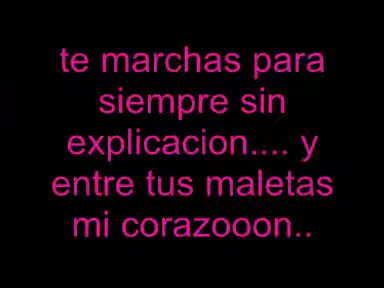 te marchas para
siempre sin
explicacion.... y
entre tus maletas
mi corazooon..